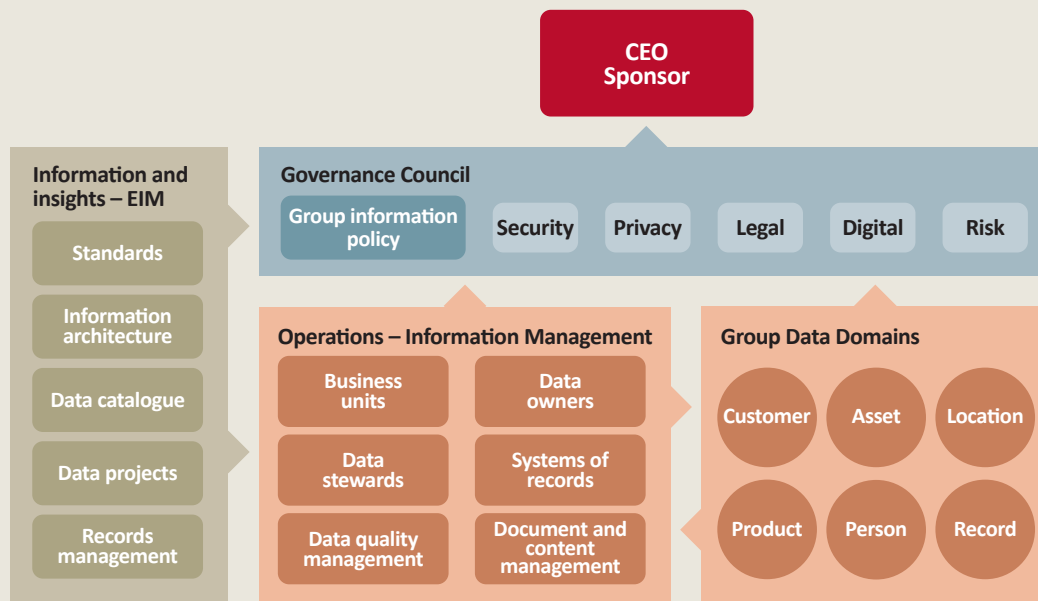 CEO
Sponsor
Information and
insights – EIM
Standards
Information
architecture
Data catalogue
Data projects
Records
management
Governance Council
Group information
policy
Security
Privacy
Legal
Digital
Risk
Operations – Information Management
Business
units
Data
owners
Data
stewards
Systems of
records
Data quality
management
Document and
content
management
Group Data Domains
Customer
Asset
Location
Product
Person
Record